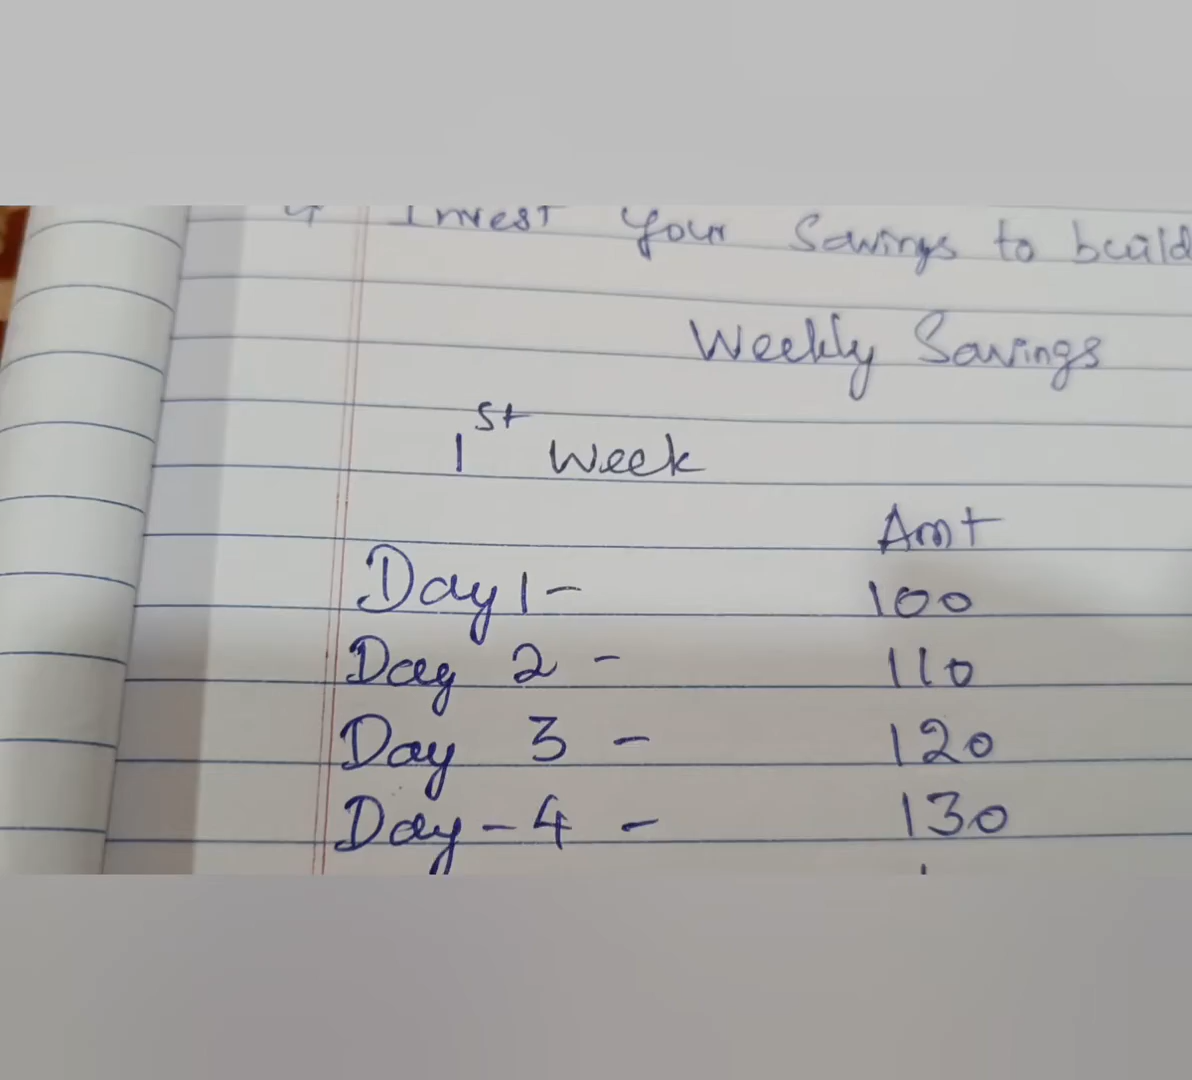 Invest your Savings to build
Weekly Savings
1st Week
Amt
Day 1 - 100
Day 2 - 110
Day 3 - 120
Day - 4 - 130